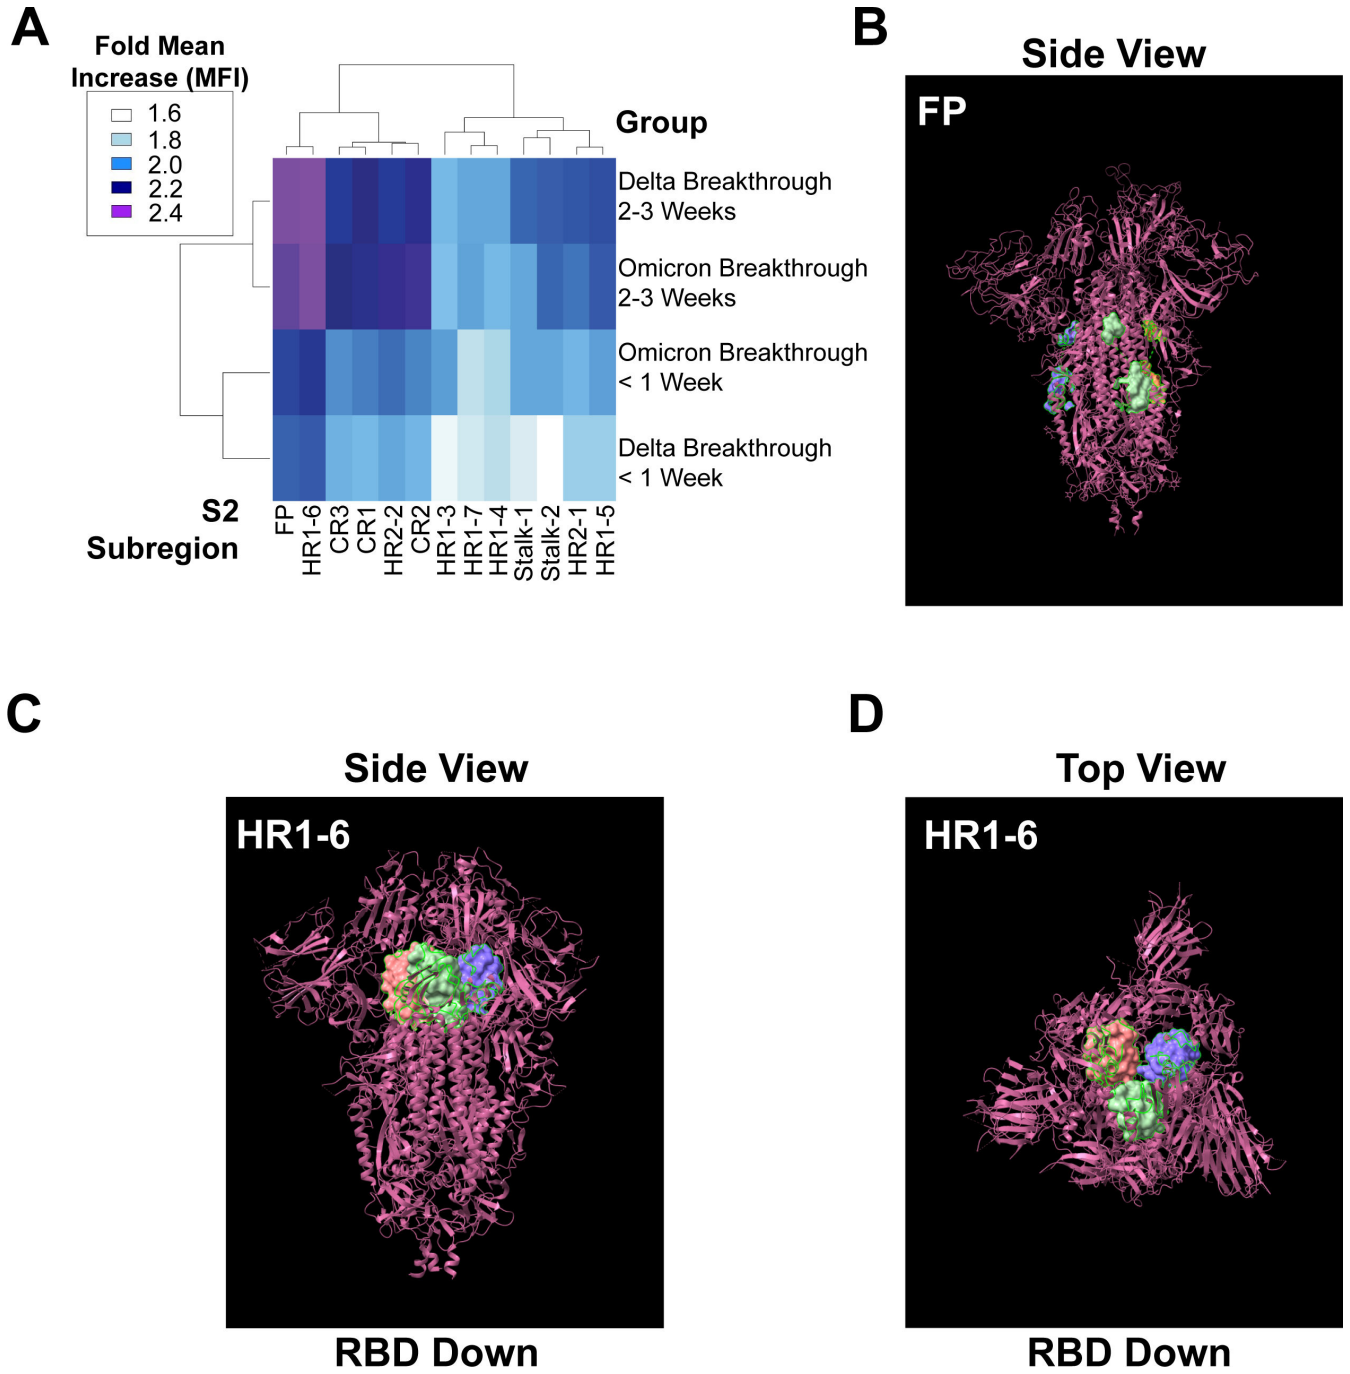 A
Fold Mean
Increase (MFI)
1.6
1.8
2.0
2.2
2.4
Group
Delta Breakthrough
2-3 Weeks
Omicron Breakthrough
2-3 Weeks
Omicron Breakthrough
< 1 Week
Delta Breakthrough
< 1 Week
S2
Subregion
FP
HR1-6
CR3
CR1
HR2-2
CR2
HR1-3
HR1-7
HR1-4
Stalk-1
Stalk-2
HR2-1
HR1-5
B
Side View
FP
C
Side View
HR1-6
RBD Down
D
Top View
HR1-6
RBD Down